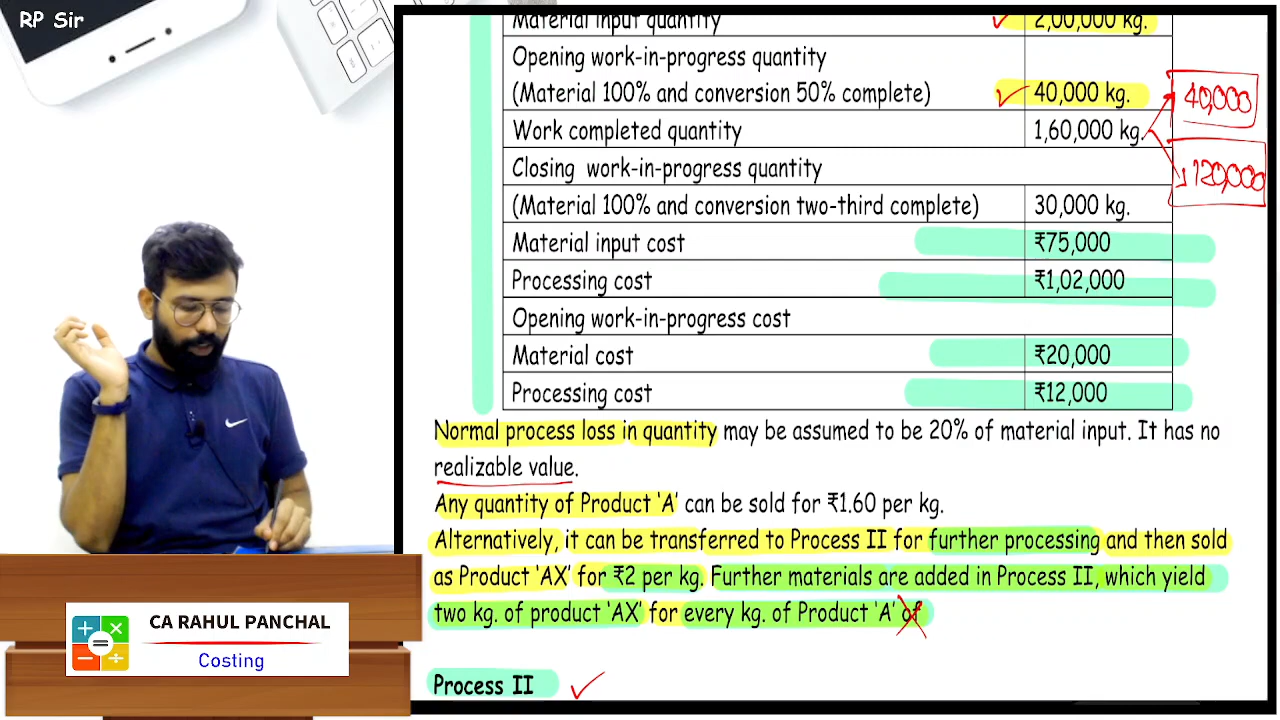 RP Sir
Material input quantity
2,00,000 kg.
Opening work-in-progress quantity
(Material 100% and conversion 50% complete)
40,000 kg.
40,000
Work completed quantity
1,60,000 kg.
120,000
Closing work-in-progress quantity
(Material 100% and conversion two-third complete)
30,000 kg.
Material input cost
₹75,000
Processing cost
₹1,02,000
Opening work-in-progress cost
Material cost
₹20,000
Processing cost
₹12,000
Normal process loss in quantity may be assumed to be 20% of material input. It has no
realizable value.
Any quantity of Product ‘A’ can be sold for ₹1.60 per kg.
Alternatively, it can be transferred to Process II for further processing and then sold
as Product ‘AX’ for ₹2 per kg. Further materials are added in Process II, which yield
two kg. of product ‘AX’ for every kg. of Product ‘A’ of
Process II
CA RAHUL PANCHAL
Costing